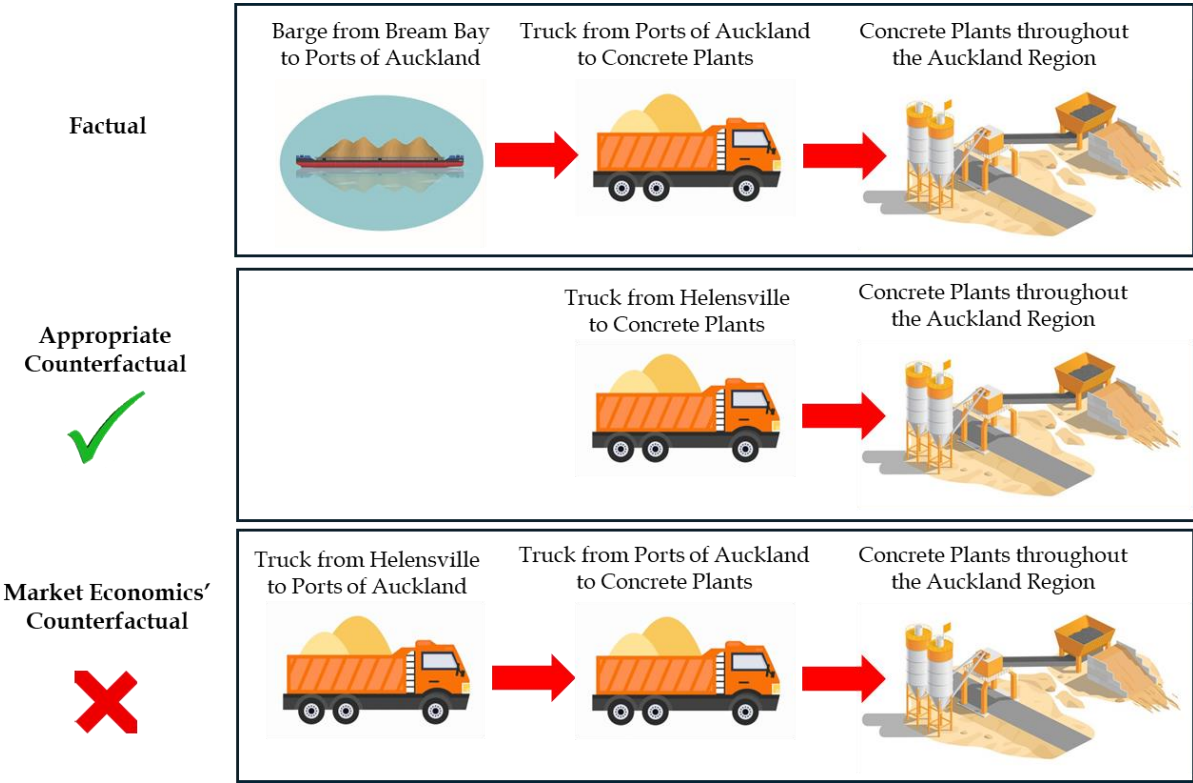 Factual
Barge from Bream Bay
to Ports of Auckland
Truck from Ports of Auckland
to Concrete Plants
Concrete Plants throughout
the Auckland Region
Appropriate
Counterfactual
Truck from Helensville
to Concrete Plants
Concrete Plants throughout
the Auckland Region
Market Economics'
Counterfactual
Truck from Helensville
to Ports of Auckland
Truck from Ports of Auckland
to Concrete Plants
Concrete Plants throughout
the Auckland Region